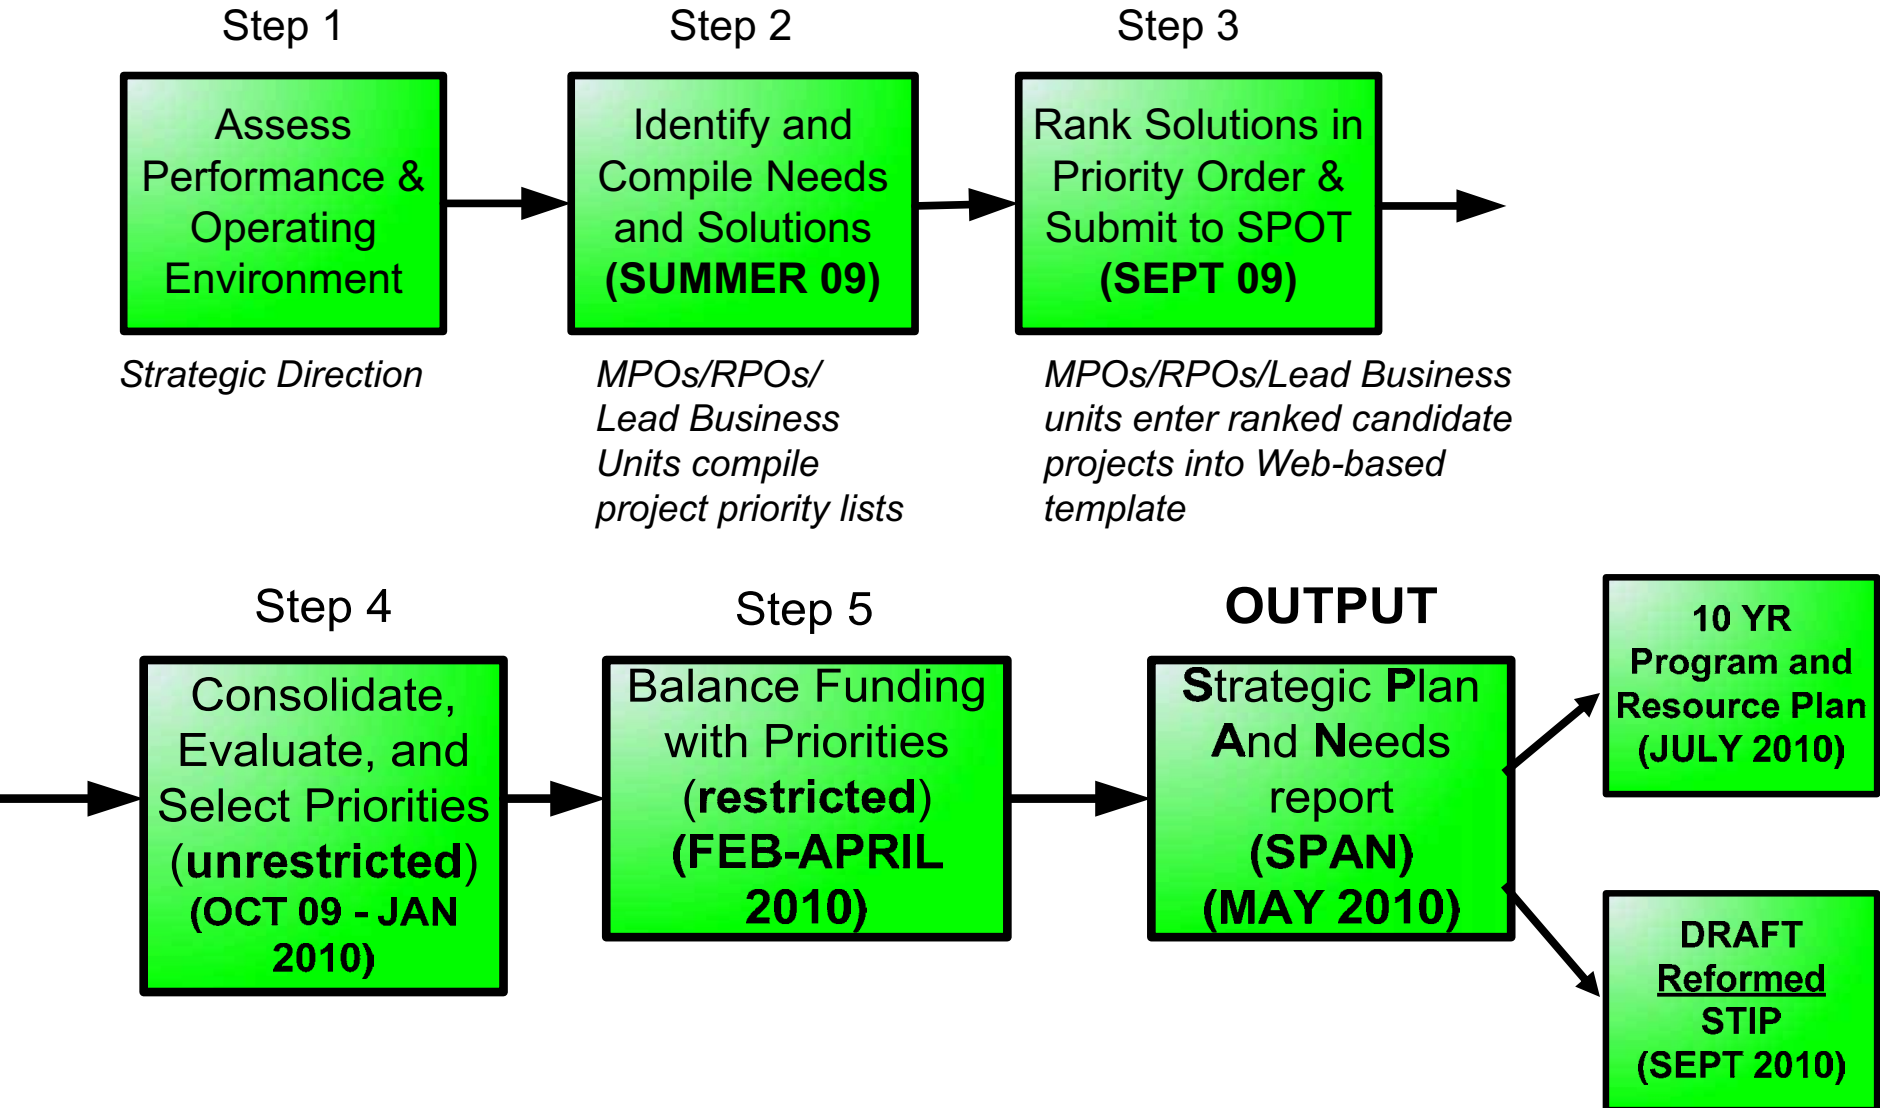 Step 1
Assess
Performance &
Operating
Environment
Strategic Direction
Step 2
Identify and
Compile Needs
and Solutions
(SUMMER 09)
MPOs/RPOs/
Lead Business
Units compile
project priority lists
Step 3
Rank Solutions in
Priority Order &
Submit to SPOT
(SEPT 09)
MPOs/RPOs/Lead Business
units enter ranked candidate
projects into Web-based
template
Step 4
Consolidate,
Evaluate, and
Select Priorities
(unrestricted)
(OCT 09 - JAN
2010)
Step 5
Balance Funding
with Priorities
(restricted)
(FEB-APRIL
2010)
OUTPUT
Strategic Plan
And Needs
report
(SPAN)
(MAY 2010)
10 YR
Program and
Resource Plan
(JULY 2010)
DRAFT
Reformed
STIP
(SEPT 2010)